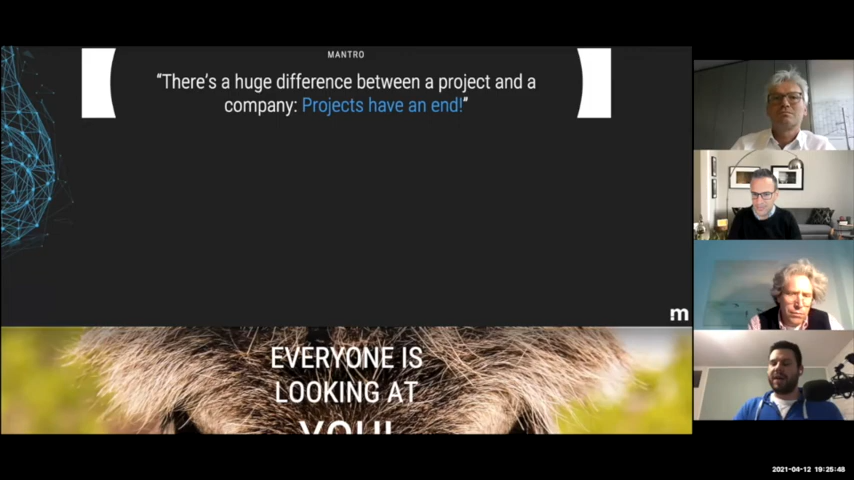 MANTRO
“There's a huge difference between a project and a
company: Projects have an end!”
m
EVERYONE IS
LOOKING AT
YOU!
2021-04-12 19:25:48